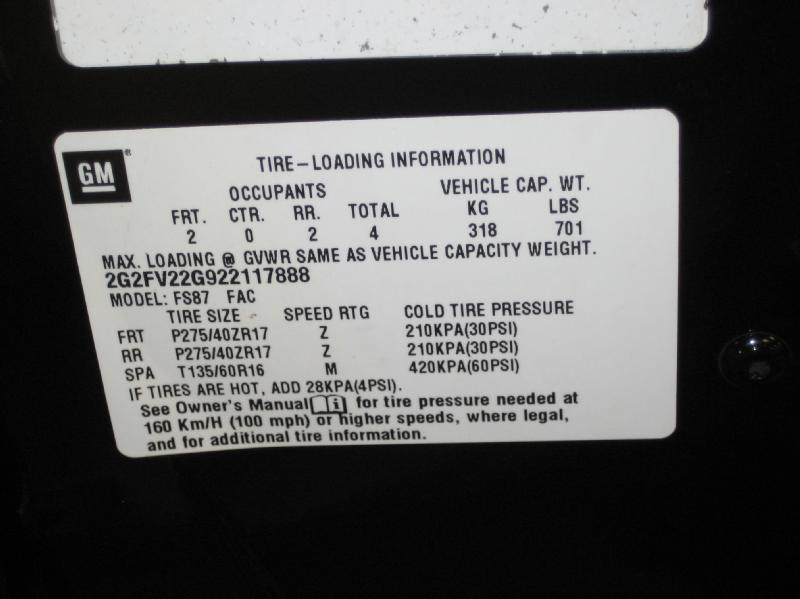 GM®
TIRE-LOADING INFORMATION
OCCUPANTS VEHICLE CAP. WT.
FRT. CTR. RR. TOTAL KG LBS
2 0 2 4 318 701
MAX. LOADING @ GVWR SAME AS VEHICLE CAPACITY WEIGHT.
2G2FV22G922117888
MODEL: FS87 FAC
TIRE SIZE SPEED RTG COLD TIRE PRESSURE
FRT P275/40ZR17 Z 210KPA(30PSI)
RR P275/40ZR17 Z 210KPA(30PSI)
SPA T135/60R16 M 420KPA(60PSI)
IF TIRES ARE HOT, ADD 28KPA(4PSI).
See Owner's Manual i for tire pressure needed at
160 Km/H (100 mph) or higher speeds, where legal,
and for additional tire information.